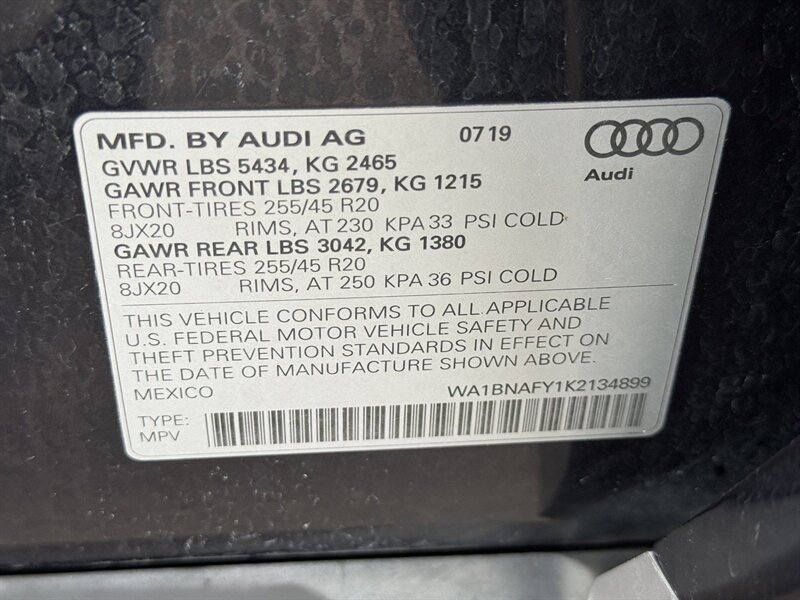 MFD. BY AUDI AG 07 19
Audi
GVWR LBS 5434, KG 2465
GAWR FRONT LBS 2679, KG 1215
FRONT-TIRES 255/45 R20
8JX20 RIMS, AT 230 KPA 33 PSI COLD
GAWR REAR LBS 3042, KG 1380
REAR-TIRES 255/45 R20
8JX20 RIMS, AT 250 KPA 36 PSI COLD
THIS VEHICLE CONFORMS TO ALL APPLICABLE
U.S. FEDERAL MOTOR VEHICLE SAFETY AND
THEFT PREVENTION STANDARDS IN EFFECT ON
THE DATE OF MANUFACTURE SHOWN ABOVE.
MEXICO WA1BNAFY1K2134899
TYPE:
MPV